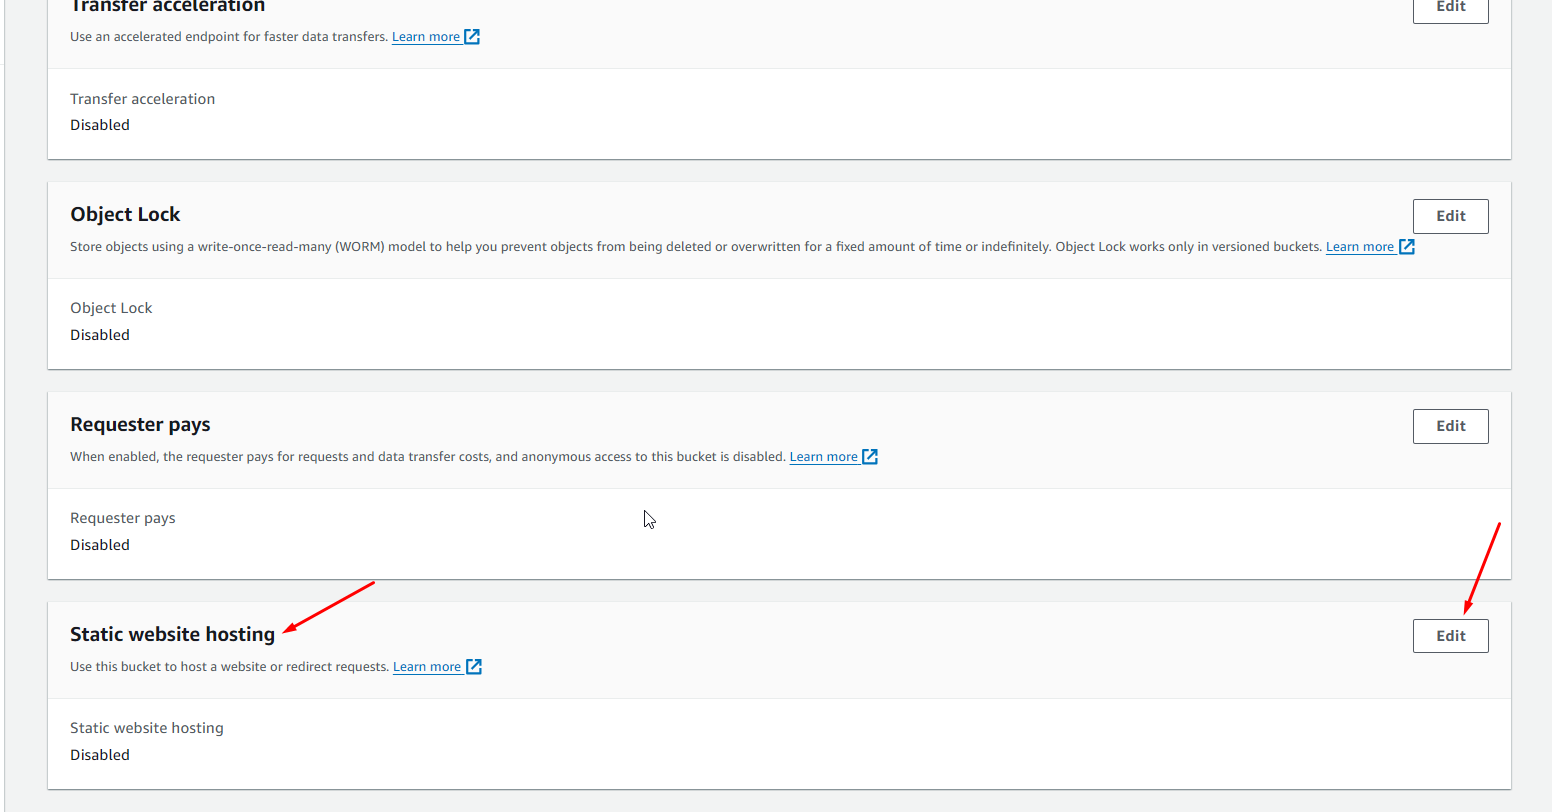 Transfer acceleration
Edit
Use an accelerated endpoint for faster data transfers. Learn more
Transfer acceleration
Disabled
Object Lock
Edit
Store objects using a write-once-read-many (WORM) model to help you prevent objects from being deleted or overwritten for a fixed amount of time or indefinitely. Object Lock works only in versioned buckets. Learn more
Object Lock
Disabled
Requester pays
Edit
When enabled, the requester pays for requests and data transfer costs, and anonymous access to this bucket is disabled. Learn more
Requester pays
Disabled
Static website hosting
Edit
Use this bucket to host a website or redirect requests. Learn more
Static website hosting
Disabled